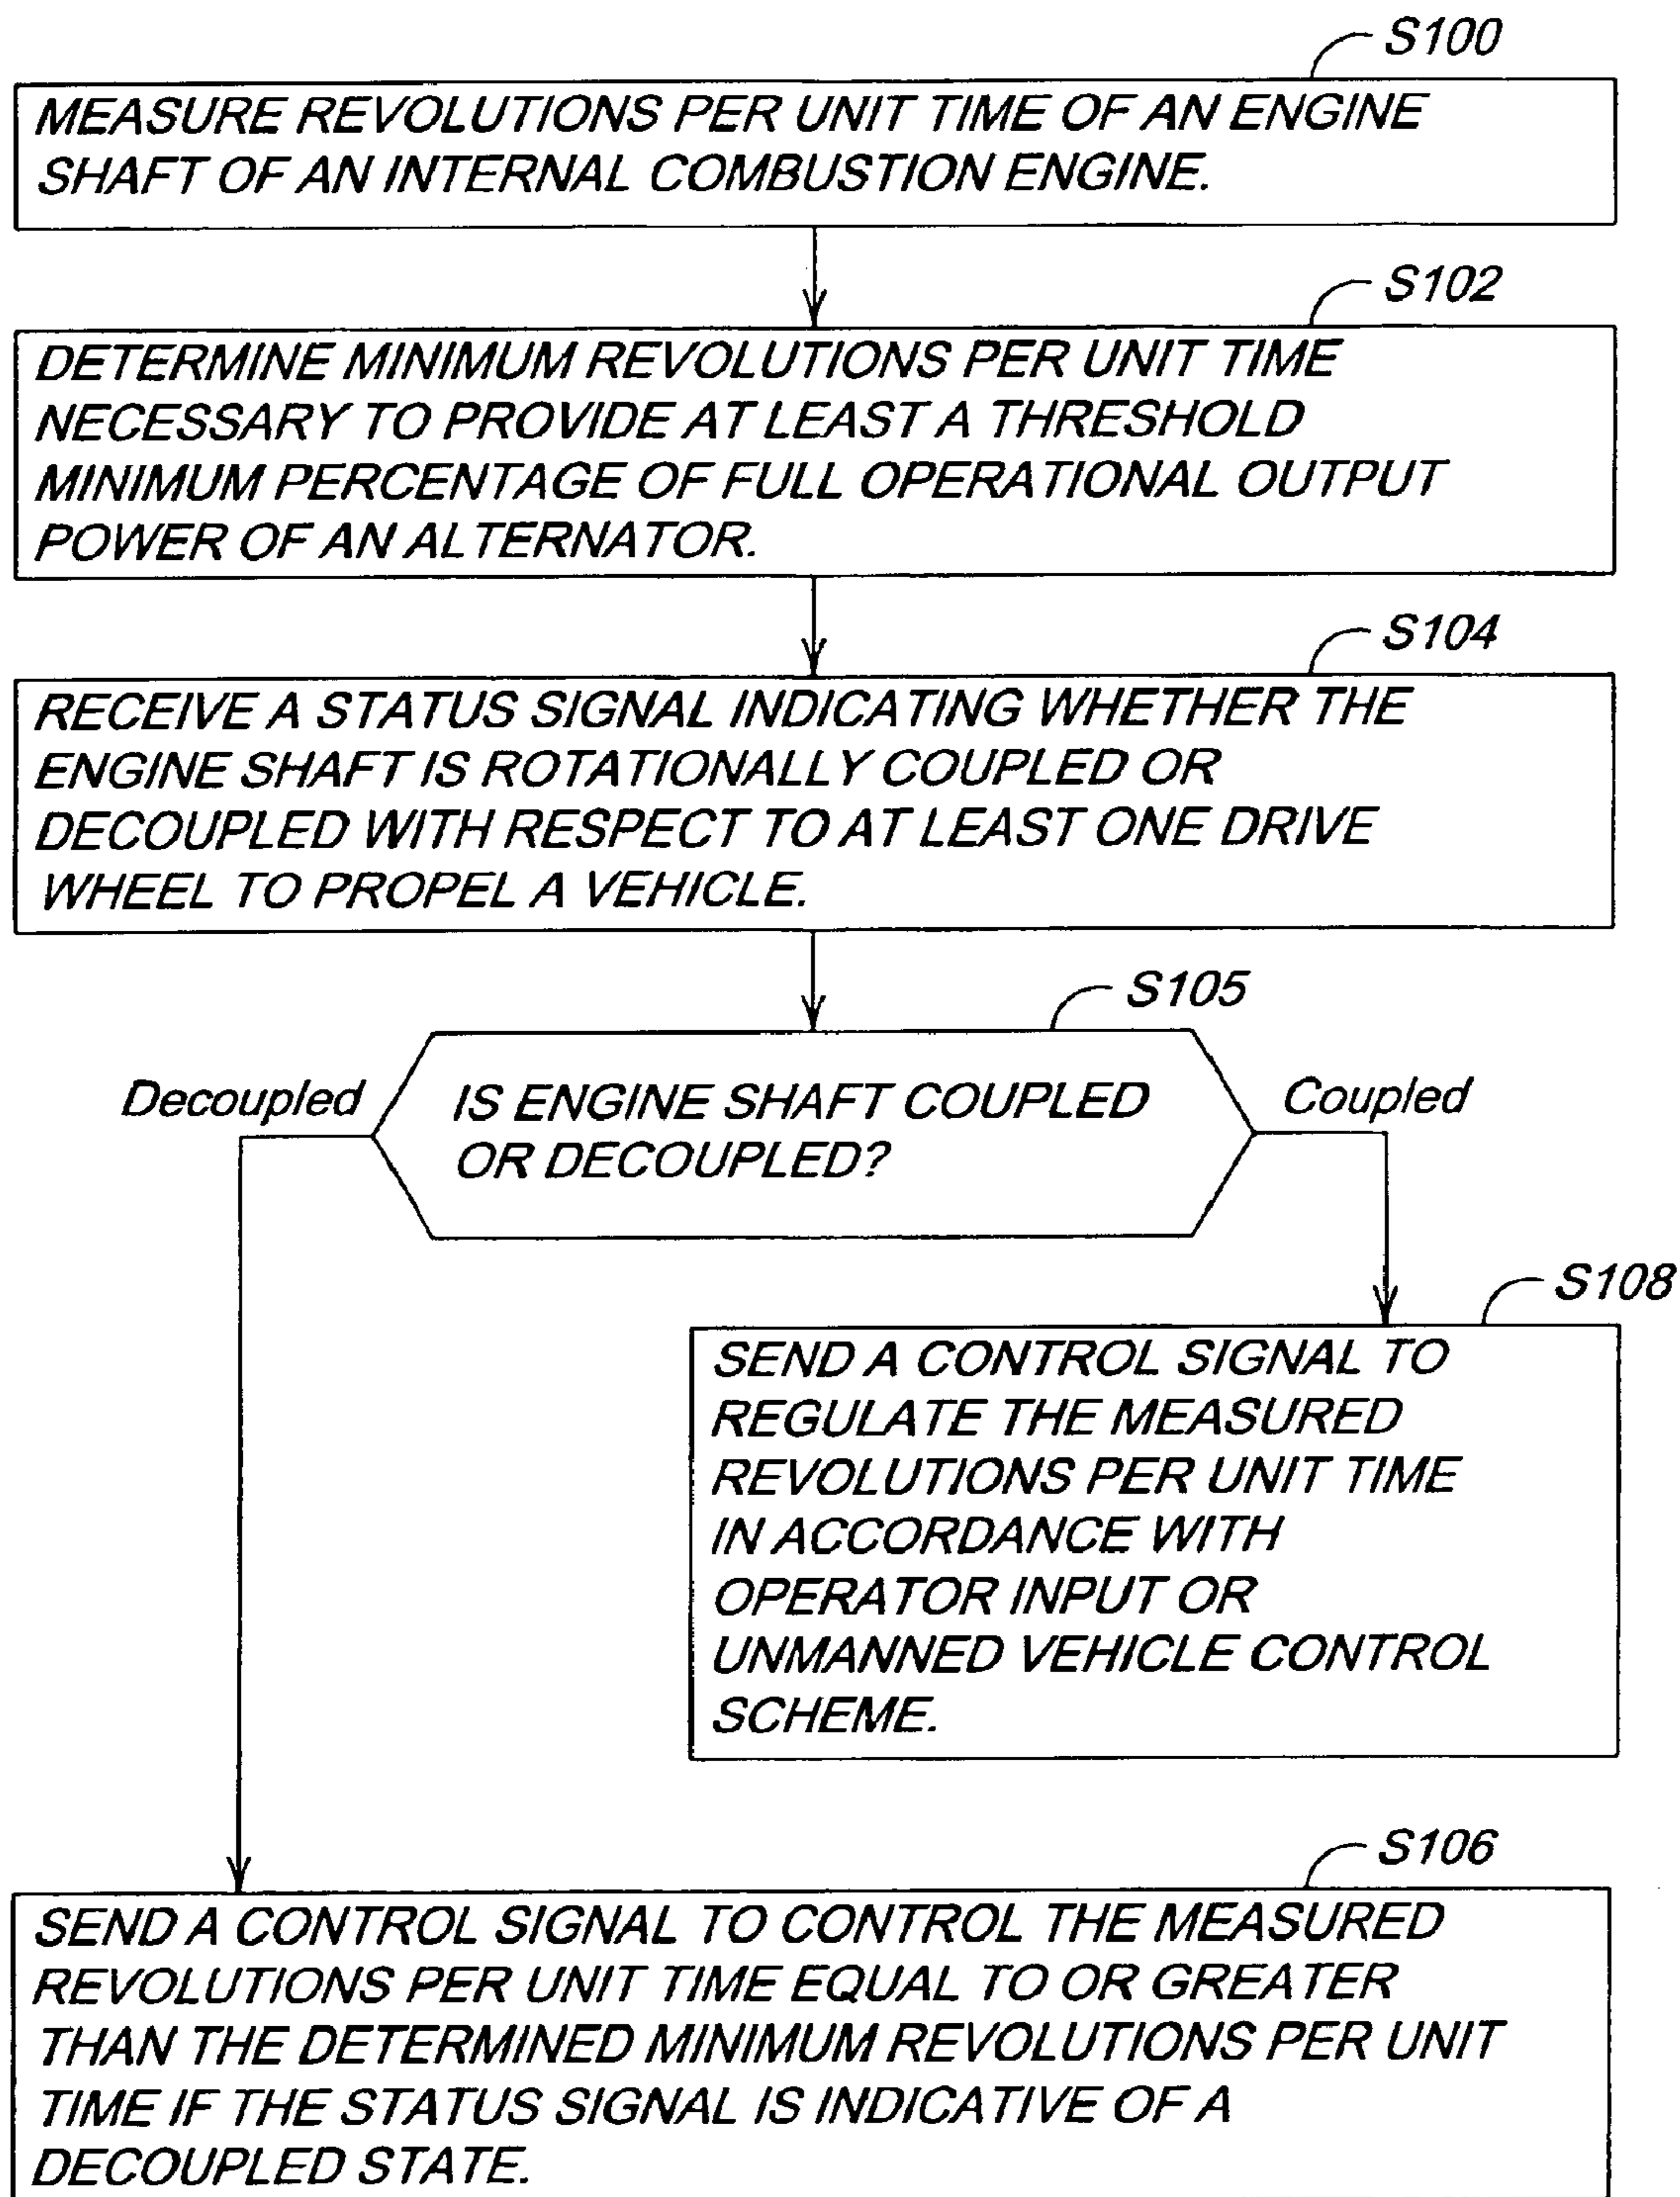 S100
MEASURE REVOLUTIONS PER UNIT TIME OF AN ENGINE
SHAFT OF AN INTERNAL COMBUSTION ENGINE.
S102
DETERMINE MINIMUM REVOLUTIONS PER UNIT TIME
NECESSARY TO PROVIDE AT LEAST A THRESHOLD
MINIMUM PERCENTAGE OF FULL OPERATIONAL OUTPUT
POWER OF AN ALTERNATOR.
S104
RECEIVE A STATUS SIGNAL INDICATING WHETHER THE
ENGINE SHAFT IS ROTATIONALLY COUPLED OR
DECOUPLED WITH RESPECT TO AT LEAST ONE DRIVE
WHEEL TO PROPEL A VEHICLE.
S105
Decoupled
IS ENGINE SHAFT COUPLED
OR DECOUPLED?
Coupled
S108
SEND A CONTROL SIGNAL TO
REGULATE THE MEASURED
REVOLUTIONS PER UNIT TIME
IN ACCORDANCE WITH
OPERATOR INPUT OR
UNMANNED VEHICLE CONTROL
SCHEME.
S106
SEND A CONTROL SIGNAL TO CONTROL THE MEASURED
REVOLUTIONS PER UNIT TIME EQUAL TO OR GREATER
THAN THE DETERMINED MINIMUM REVOLUTIONS PER UNIT
TIME IF THE STATUS SIGNAL IS INDICATIVE OF A
DECOUPLED STATE.